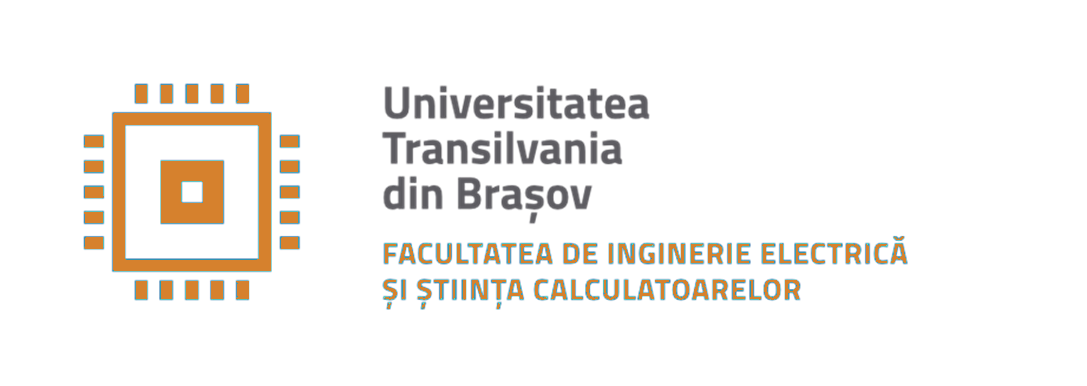 Universitatea
Transilvania
din Brașov
FACULTATEA DE INGINERIE ELECTRICĂ
ȘI ȘTIINȚA CALCULATOARELOR